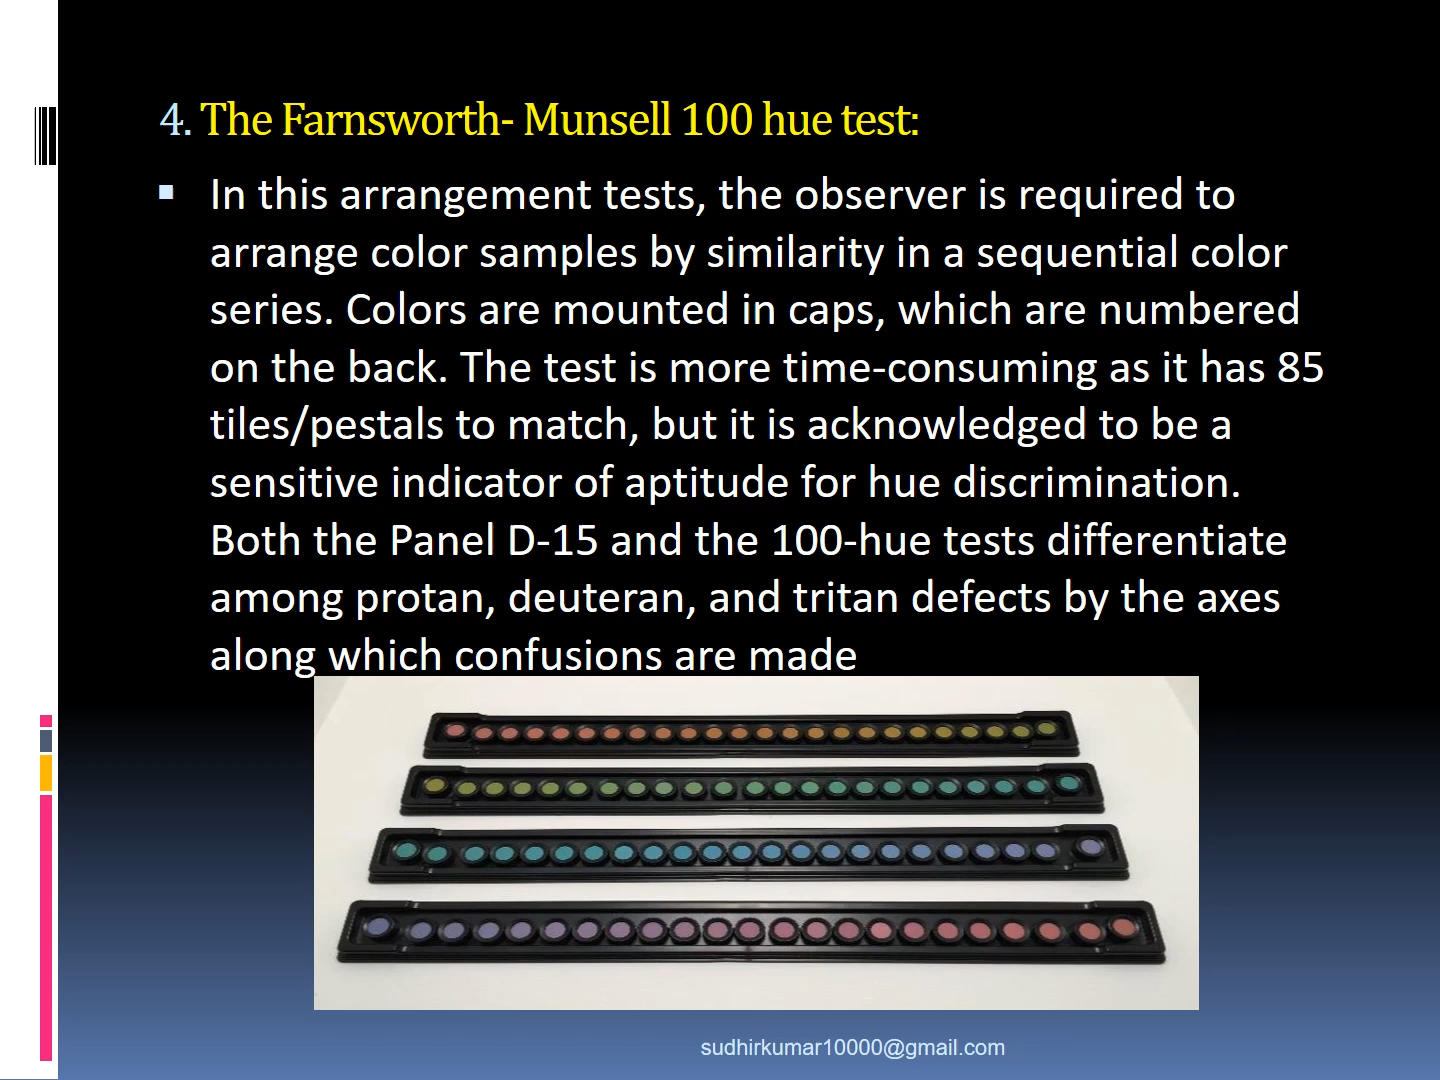 4. The Farnsworth- Munsell 100 hue test:
In this arrangement tests, the observer is required to
arrange color samples by similarity in a sequential color
series. Colors are mounted in caps, which are numbered
on the back. The test is more time-consuming as it has 85
tiles/pestals to match, but it is acknowledged to be a
sensitive indicator of aptitude for hue discrimination.
Both the Panel D-15 and the 100-hue tests differentiate
among protan, deuteran, and tritan defects by the axes
along which confusions are made
sudhirkumar10000@gmail.com